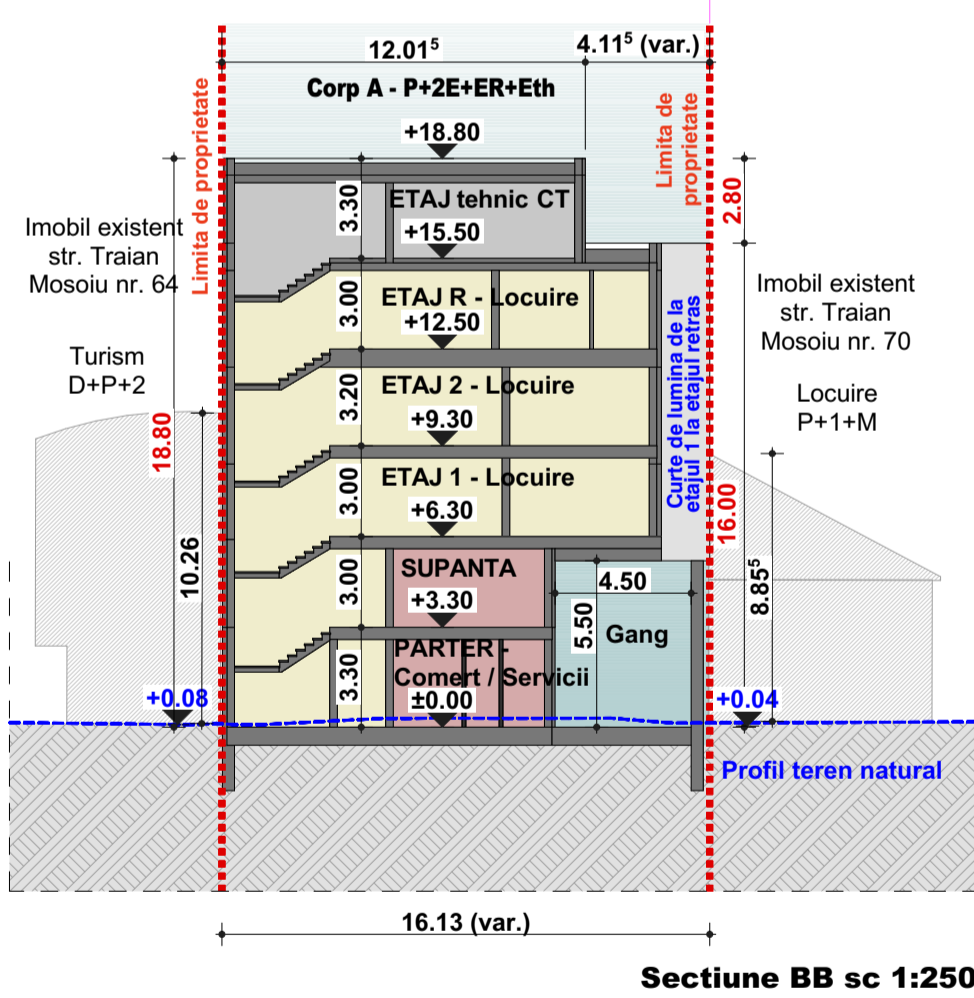 12.01⁵
4.11⁵ (var.)
Corp A - P+2E+ER+Eth
Limita de proprietate
Limita de
proprietate
+18.80
2.80
3.30
ETAJ tehnic CT
+15.50
Imobil existent
str. Traian
Mosoiu nr. 64
Imobil existent
str. Traian
Mosoiu nr. 70
3.00
ETAJ R - Locuire
+12.50
Curte de lumina de la
etajul 1 la etajul retras
Turism
D+P+2
Locuire
P+1+M
3.20
ETAJ 2 - Locuire
+9.30
18.80
3.00
ETAJ 1 - Locuire
+6.30
16.00
10.26
8.85⁵
3.00
SUPANTA
+3.30
4.50
5.50
Gang
3.30
PARTER -
Comert / Servicii
±0.00
+0.08
+0.04
Profil teren natural
16.13 (var.)
Sectiune BB sc 1:250